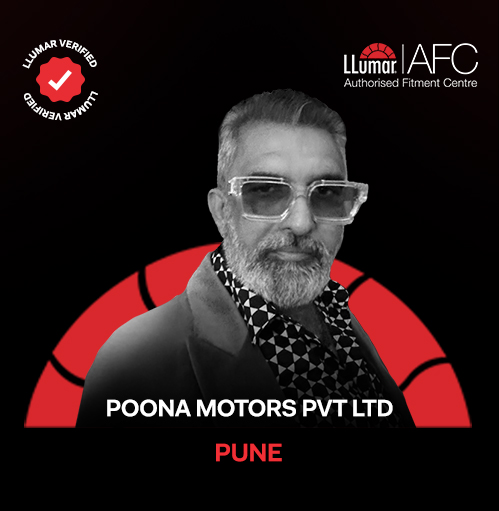 LLUMAR VERIFIED
LLUMAR VERIFIED
LLumar AFC
Authorised Fitment Centre
POONA MOTORS PVT LTD
PUNE